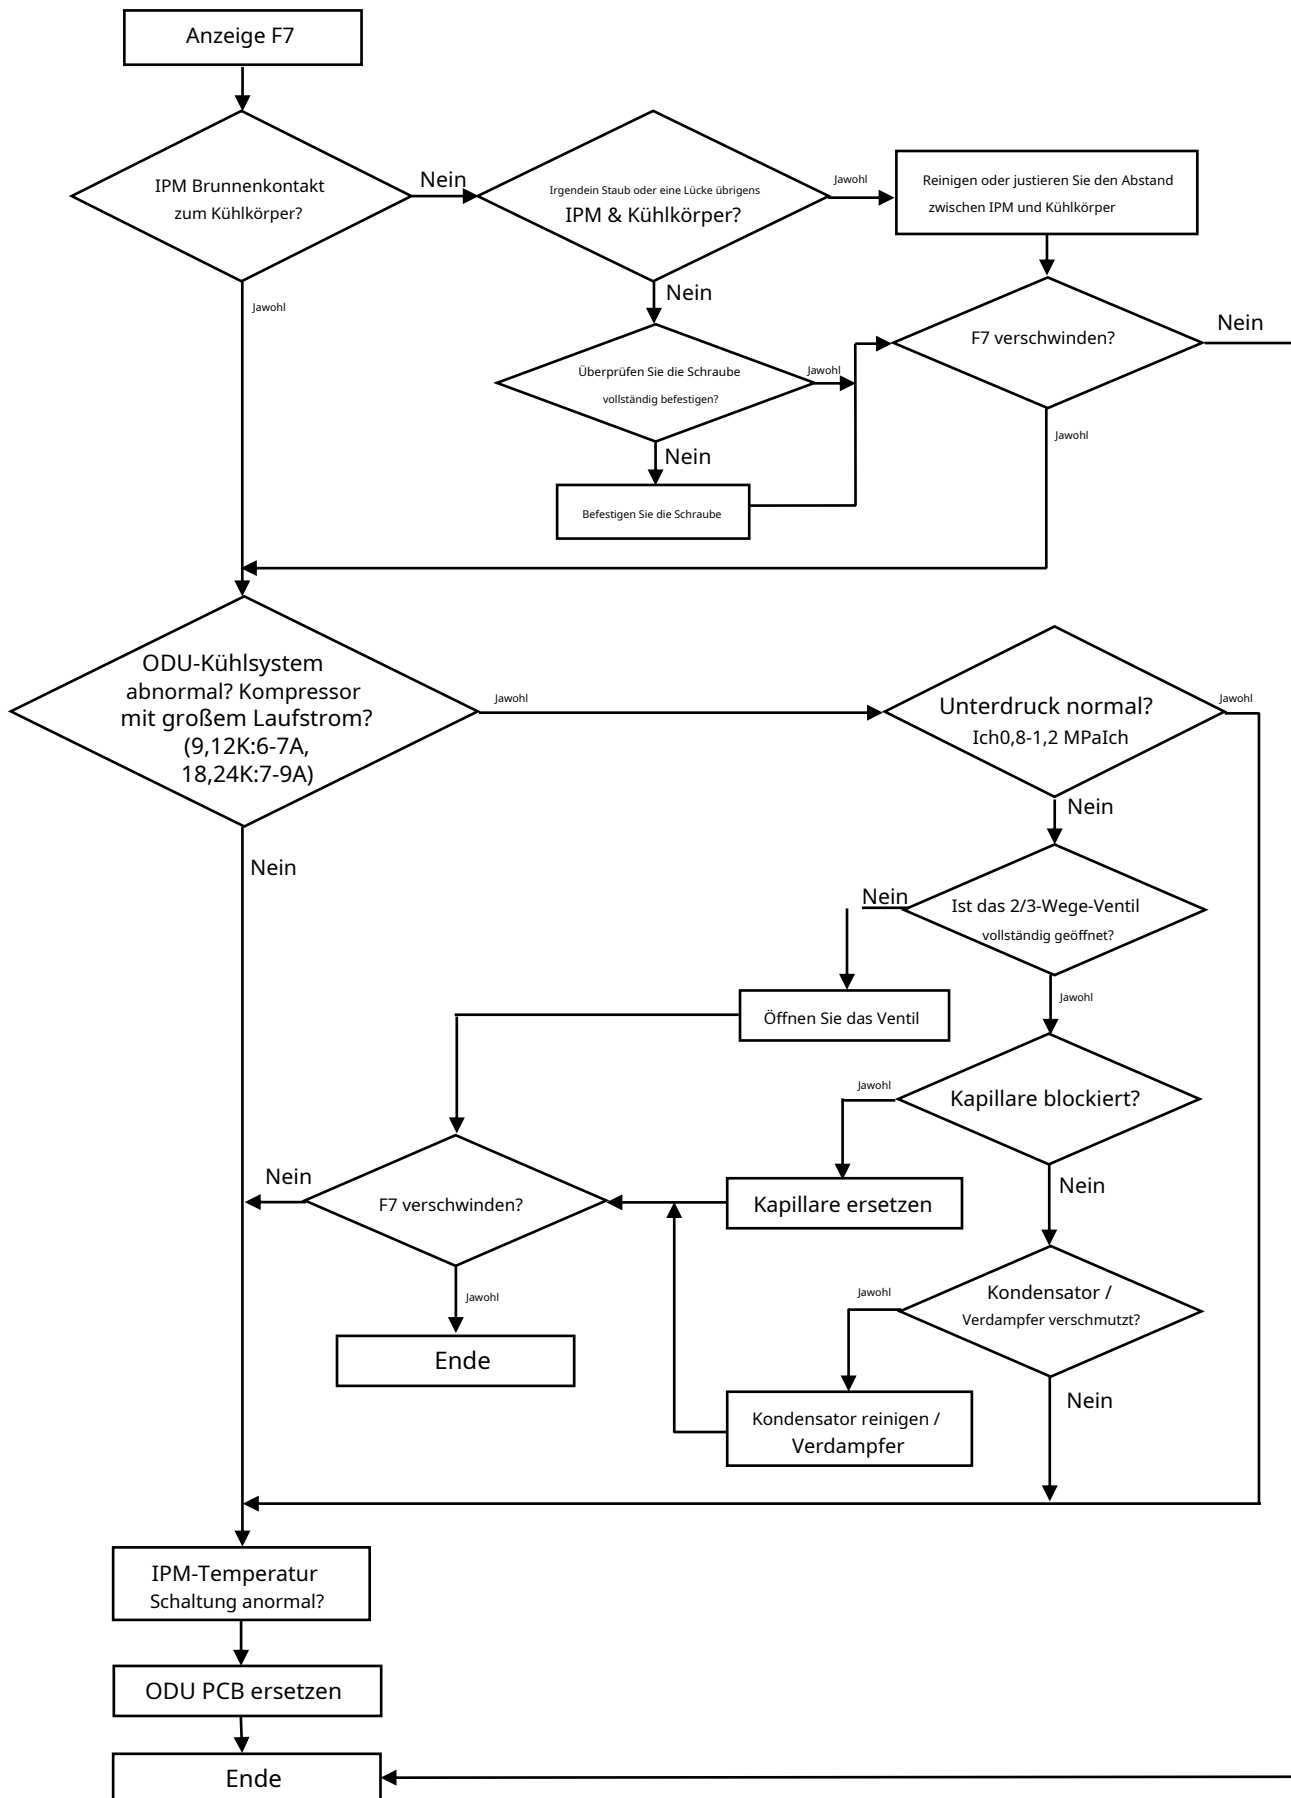 Anzeige F7
IPM Brunnenkontakt
zum Kühlkörper?
Nein
Irgendein Staub oder eine Lücke übrigens
IPM & Kühlkörper?
Jawohl
Reinigen oder justieren Sie den Abstand
zwischen IPM und Kühlkörper
Jawohl
Nein
F7 verschwinden?
Nein
Überprüfen Sie die Schraube
vollständig befestigen?
Jawohl
Jawohl
Nein
Befestigen Sie die Schraube
ODU-Kühlsystem
abnormal? Kompressor
mit großem Laufstrom?
(9,12K:6-7A,
18,24K:7-9A)
Jawohl
Unterdruck normal?
Ich0,8-1,2 MPaIch
Jawohl
Nein
Nein
Nein
Ist das 2/3-Wege-Ventil
vollständig geöffnet?
Jawohl
Öffnen Sie das Ventil
Jawohl
Kapillare blockiert?
Nein
F7 verschwinden?
Kapillare ersetzen
Nein
Jawohl
Jawohl
Kondensator /
Verdampfer verschmutzt?
Ende
Nein
Kondensator reinigen /
Verdampfer
IPM-Temperatur
Schaltung anormal?
ODU PCB ersetzen
Ende